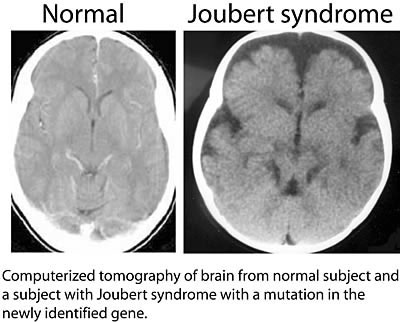 Normal
Joubert syndrome
Computerized tomography of brain from normal subject and
a subject with Joubert syndrome with a mutation in the
newly identified gene.